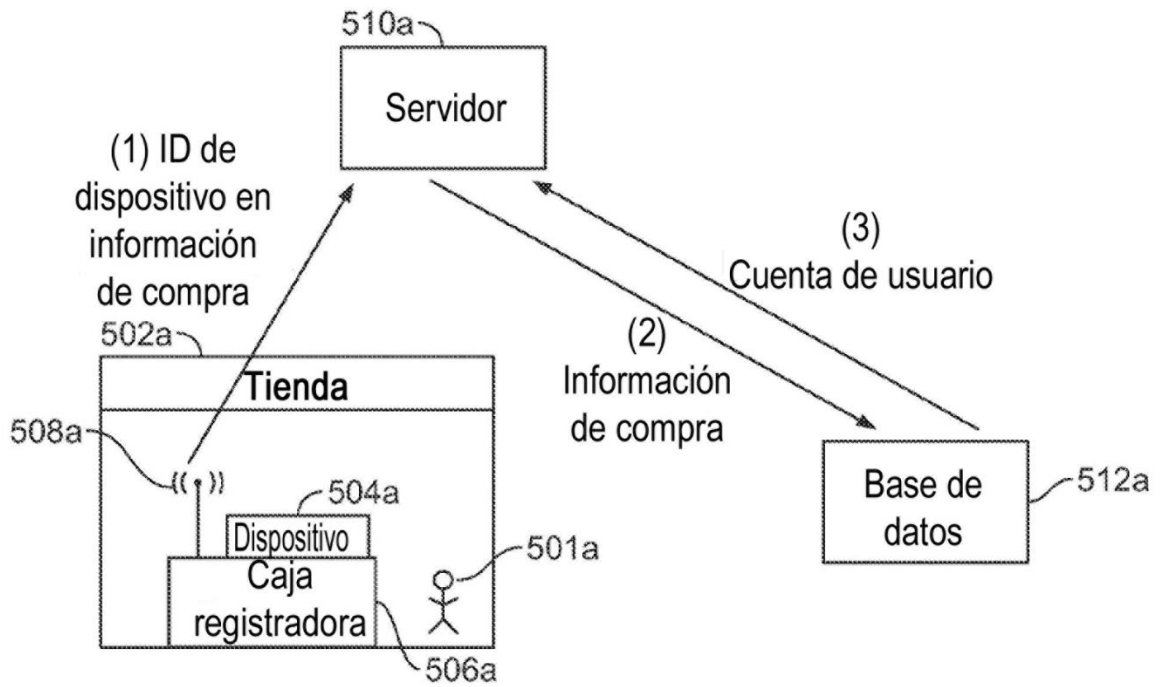 510a
Servidor
(1) ID de
dispositivo en
información
de compra
(3)
Cuenta de usuario
(2)
Información
de compra
502a
Tienda
508a
((•))
504a
Dispositivo
Caja
registradora
501a
506a
Base de
datos
512a